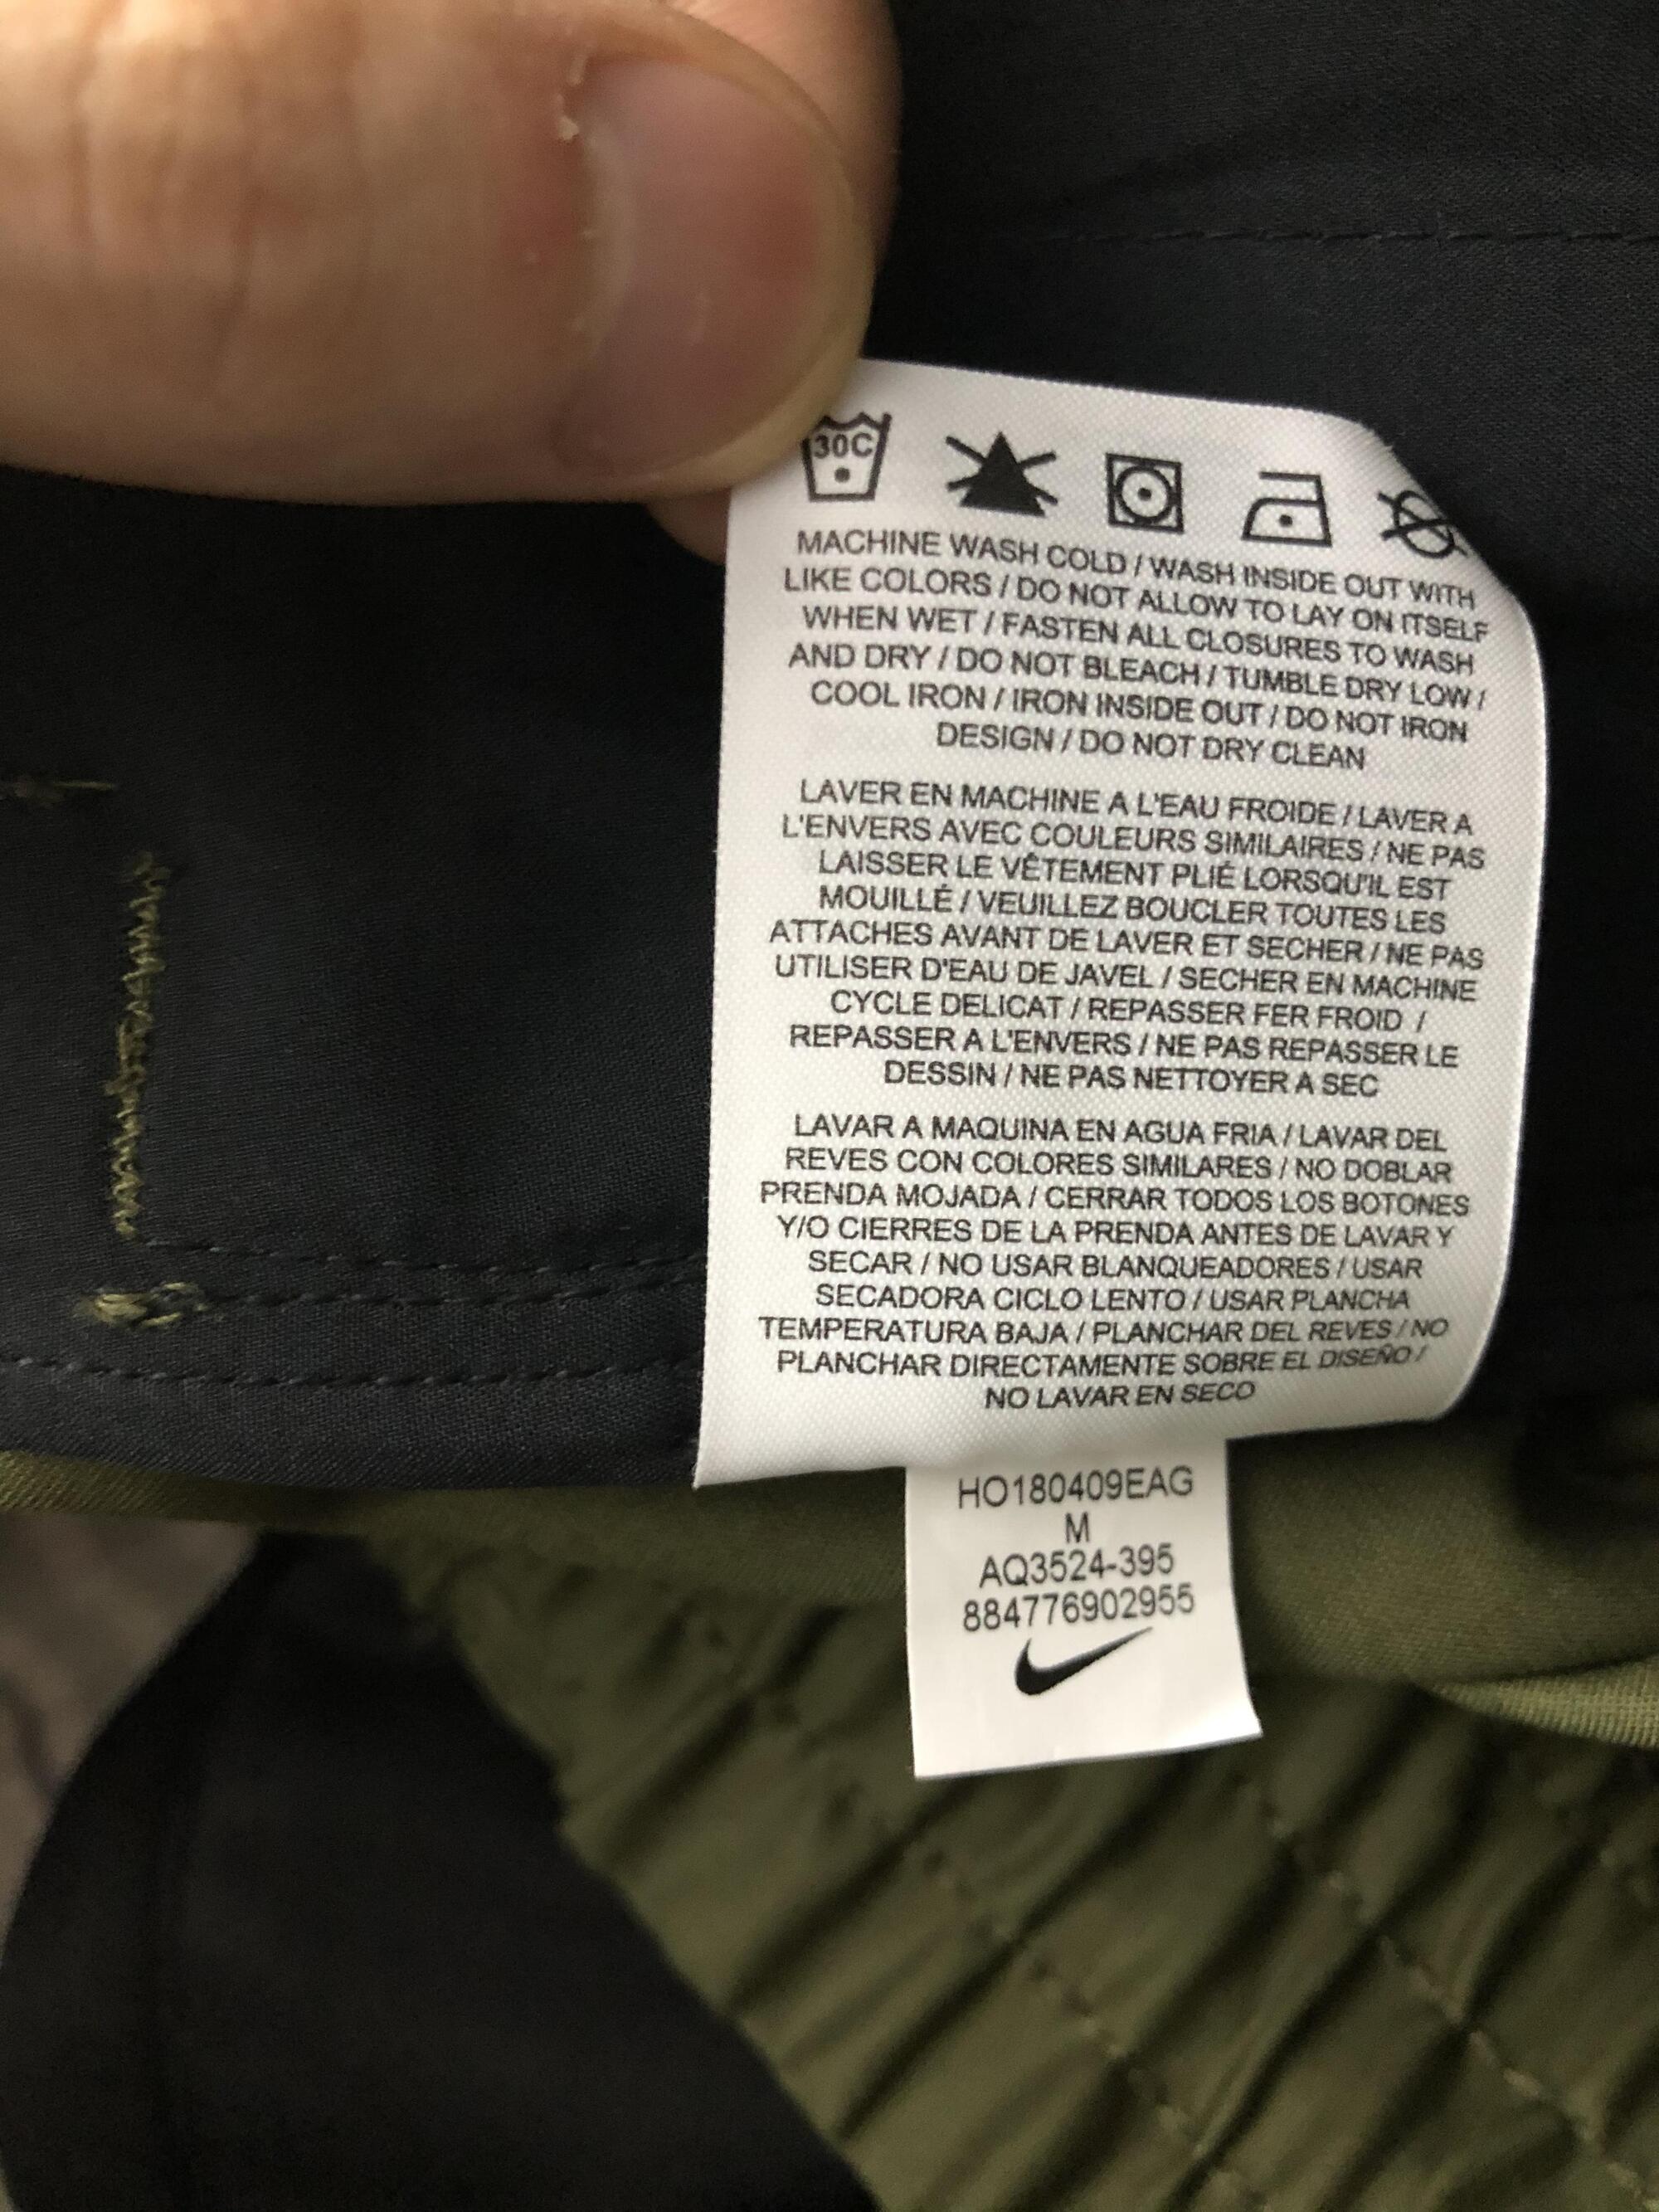 30C
MACHINE WASH COLD / WASH INSIDE OUT WITH
LIKE COLORS / DO NOT ALLOW TO LAY ON ITSELF
WHEN WET / FASTEN ALL CLOSURES TO WASH
AND DRY / DO NOT BLEACH / TUMBLE DRY LOW /
COOL IRON / IRON INSIDE OUT / DO NOT IRON
DESIGN / DO NOT DRY CLEAN
LAVER EN MACHINE A L'EAU FROIDE / LAVER A
L'ENVERS AVEC COULEURS SIMILAIRES / NE PAS
LAISSER LE VÊTEMENT PLIÉ LORSQU'IL EST
MOUILLÉ / VEUILLEZ BOUCLER TOUTES LES
ATTACHES AVANT DE LAVER ET SECHER / NE PAS
UTILISER D'EAU DE JAVEL / SECHER EN MACHINE
CYCLE DELICAT / REPASSER FER FROID /
REPASSER A L'ENVERS / NE PAS REPASSER LE
DESSIN / NE PAS NETTOYER A SEC
LAVAR A MAQUINA EN AGUA FRIA / LAVAR DEL
REVES CON COLORES SIMILARES / NO DOBLAR
PRENDA MOJADA / CERRAR TODOS LOS BOTONES
Y/O CIERRES DE LA PRENDA ANTES DE LAVAR Y
SECAR / NO USAR BLANQUEADORES / USAR
SECADORA CICLO LENTO / USAR PLANCHA
TEMPERATURA BAJA / PLANCHAR DEL REVES / NO
PLANCHAR DIRECTAMENTE SOBRE EL DISEÑO /
NO LAVAR EN SECO
HO180409EAG
M
AQ3524-395
884776902955